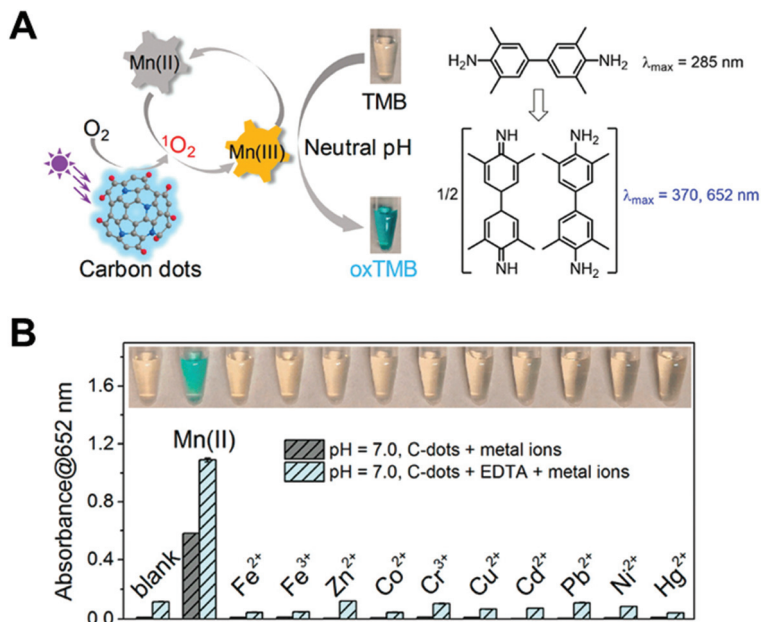 A
Mn(II)
O₂
¹O₂
Mn(III)
Carbon dots
TMB
Neutral pH
oxTMB
H₂N
NH₂
λmax = 285 nm
1/2
NH
NH₂
NH
NH₂
λmax = 370, 652 nm
B
Absorbance@652 nm
1.6
1.2
0.8
0.4
0.0
Mn(II)
pH = 7.0, C-dots + metal ions
pH = 7.0, C-dots + EDTA + metal ions
blank
Fe²⁺
Fe³⁺
Zn²⁺
Co²⁺
Cr³⁺
Cu²⁺
Cd²⁺
Pb²⁺
Ni²⁺
Hg²⁺